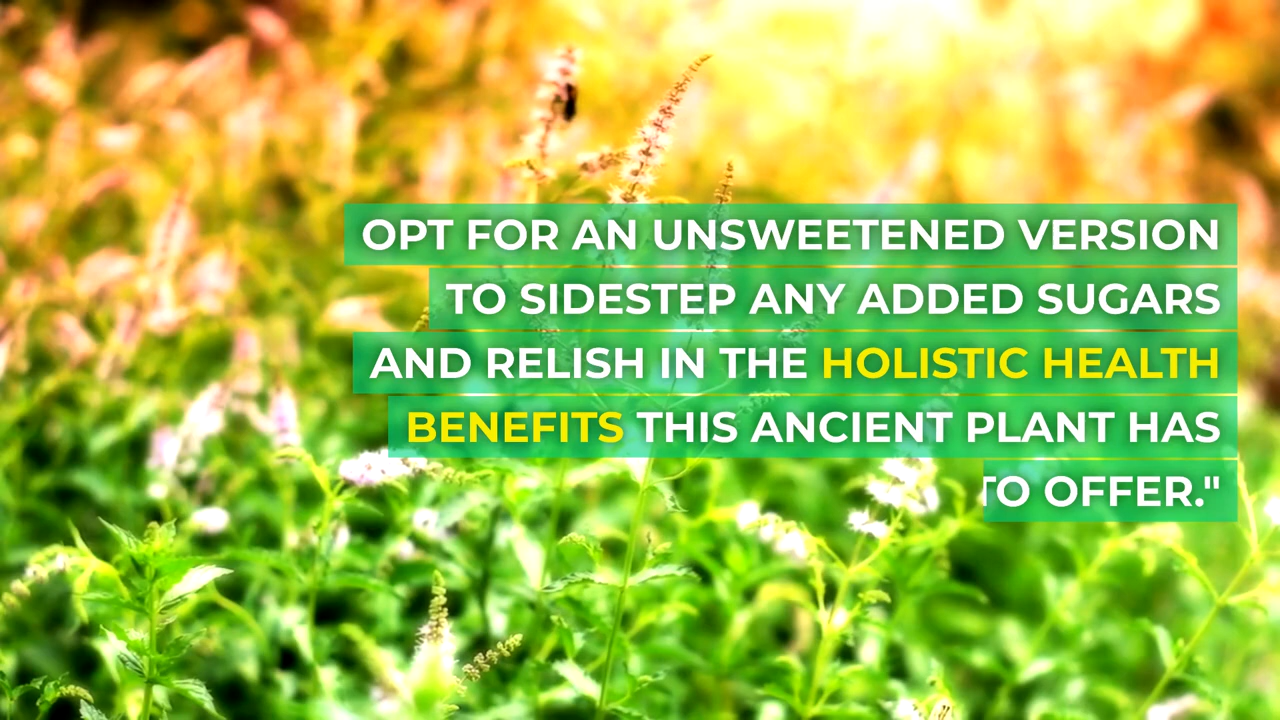 OPT FOR AN UNSWEETENED VERSION
TO SIDESTEP ANY ADDED SUGARS
AND RELISH IN THE HOLISTIC HEALTH
BENEFITS THIS ANCIENT PLANT HAS
TO OFFER."